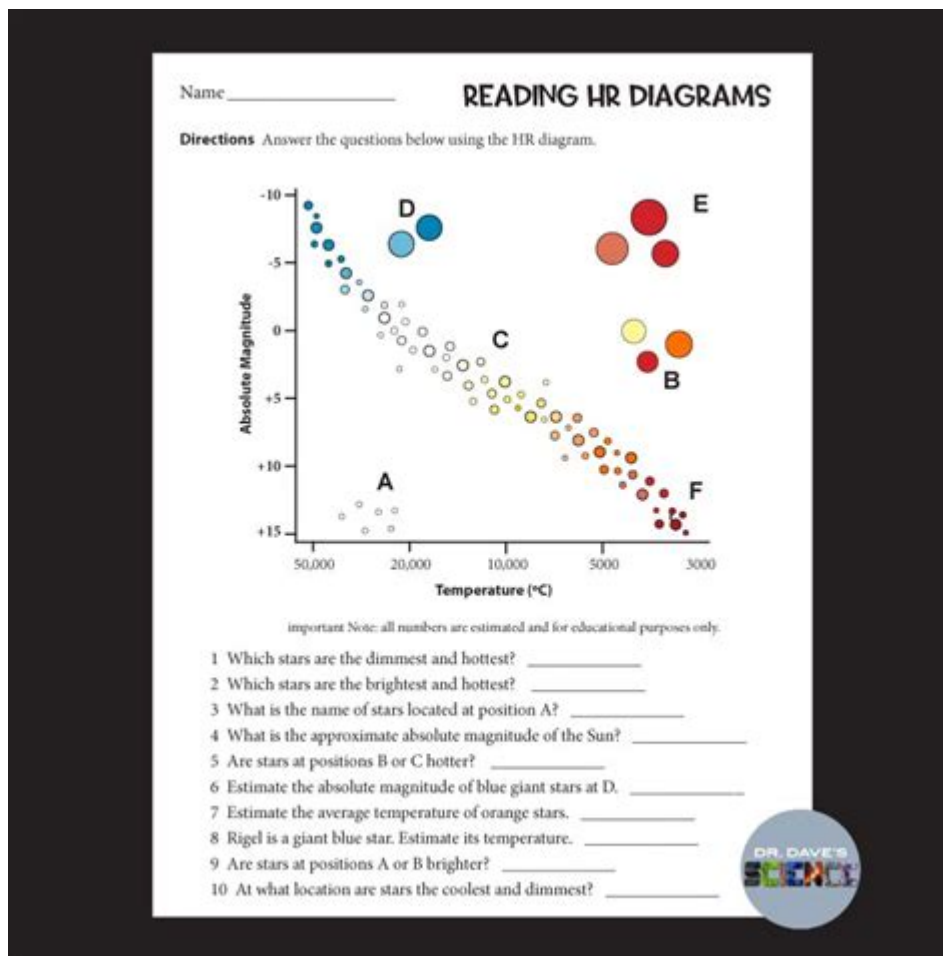 Name
READING HR DIAGRAMS
Directions Answer the questions below using the HR diagram.
-10
-5
0
+5
+10
+15
Absolute Magnitude
D
E
C
B
A
F
50,000 20,000 10,000 5000 3000
Temperature (ºC)
important Note: all numbers are estimated and for educational purposes only.
1 Which stars are the dimmest and hottest?
2 Which stars are the brightest and hottest?
3 What is the name of stars located at position A?
4 What is the approximate absolute magnitude of the Sun?
5 Are stars at positions B or C hotter?
6 Estimate the absolute magnitude of blue giant stars at D.
7 Estimate the average temperature of orange stars.
8 Rigel is a giant blue star. Estimate its temperature.
9 Are stars at positions A or B brighter?
10 At what location are stars the coolest and dimmest?
DR. DAVE'S
SCIENCE